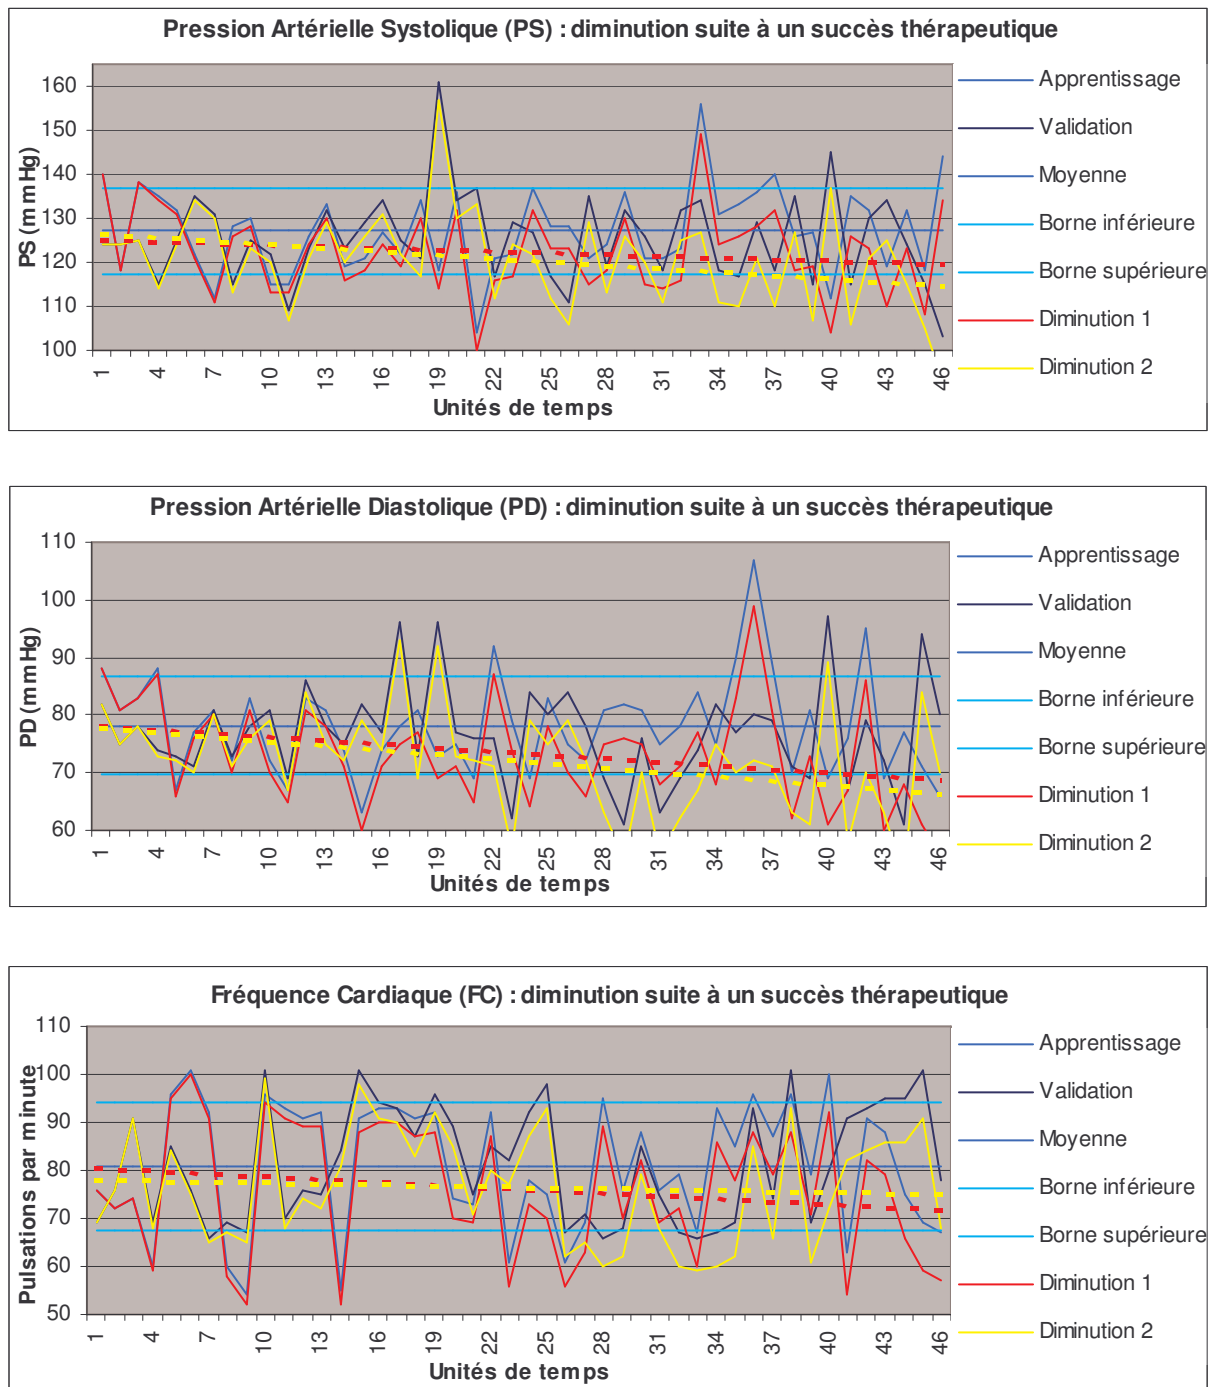 Pression Artérielle Systolique (PS) : diminution suite à un succès thérapeutique
160
150
140
130
120
110
100
PS (mmHg)
1 4 7 10 13 16 19 22 25 28 31 34 37 40 43 46
Unités de temps
Apprentissage
Validation
Moyenne
Borne inférieure
Borne supérieure
Diminution 1
Diminution 2
Pression Artérielle Diastolique (PD) : diminution suite à un succès thérapeutique
110
100
90
80
70
60
PD (mmHg)
1 4 7 10 13 16 19 22 25 28 31 34 37 40 43 46
Unités de temps
Apprentissage
Validation
Moyenne
Borne inférieure
Borne supérieure
Diminution 1
Diminution 2
Fréquence Cardiaque (FC) : diminution suite à un succès thérapeutique
110
100
90
80
70
60
50
Pulsations par minute
1 4 7 10 13 16 19 22 25 28 31 34 37 40 43 46
Unités de temps
Apprentissage
Validation
Moyenne
Borne inférieure
Borne supérieure
Diminution 1
Diminution 2